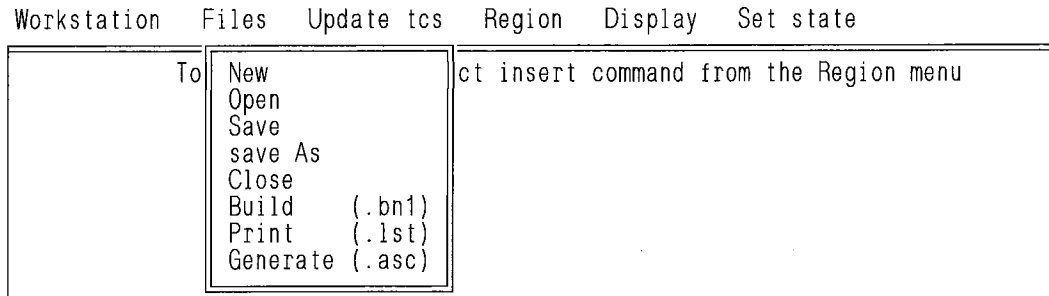 Workstation Files Update tcs Region Display Set state
To ct insert command from the Region menu
New
Open
Save
save As
Close
Build (.bn1)
Print (.lst)
Generate (.asc)